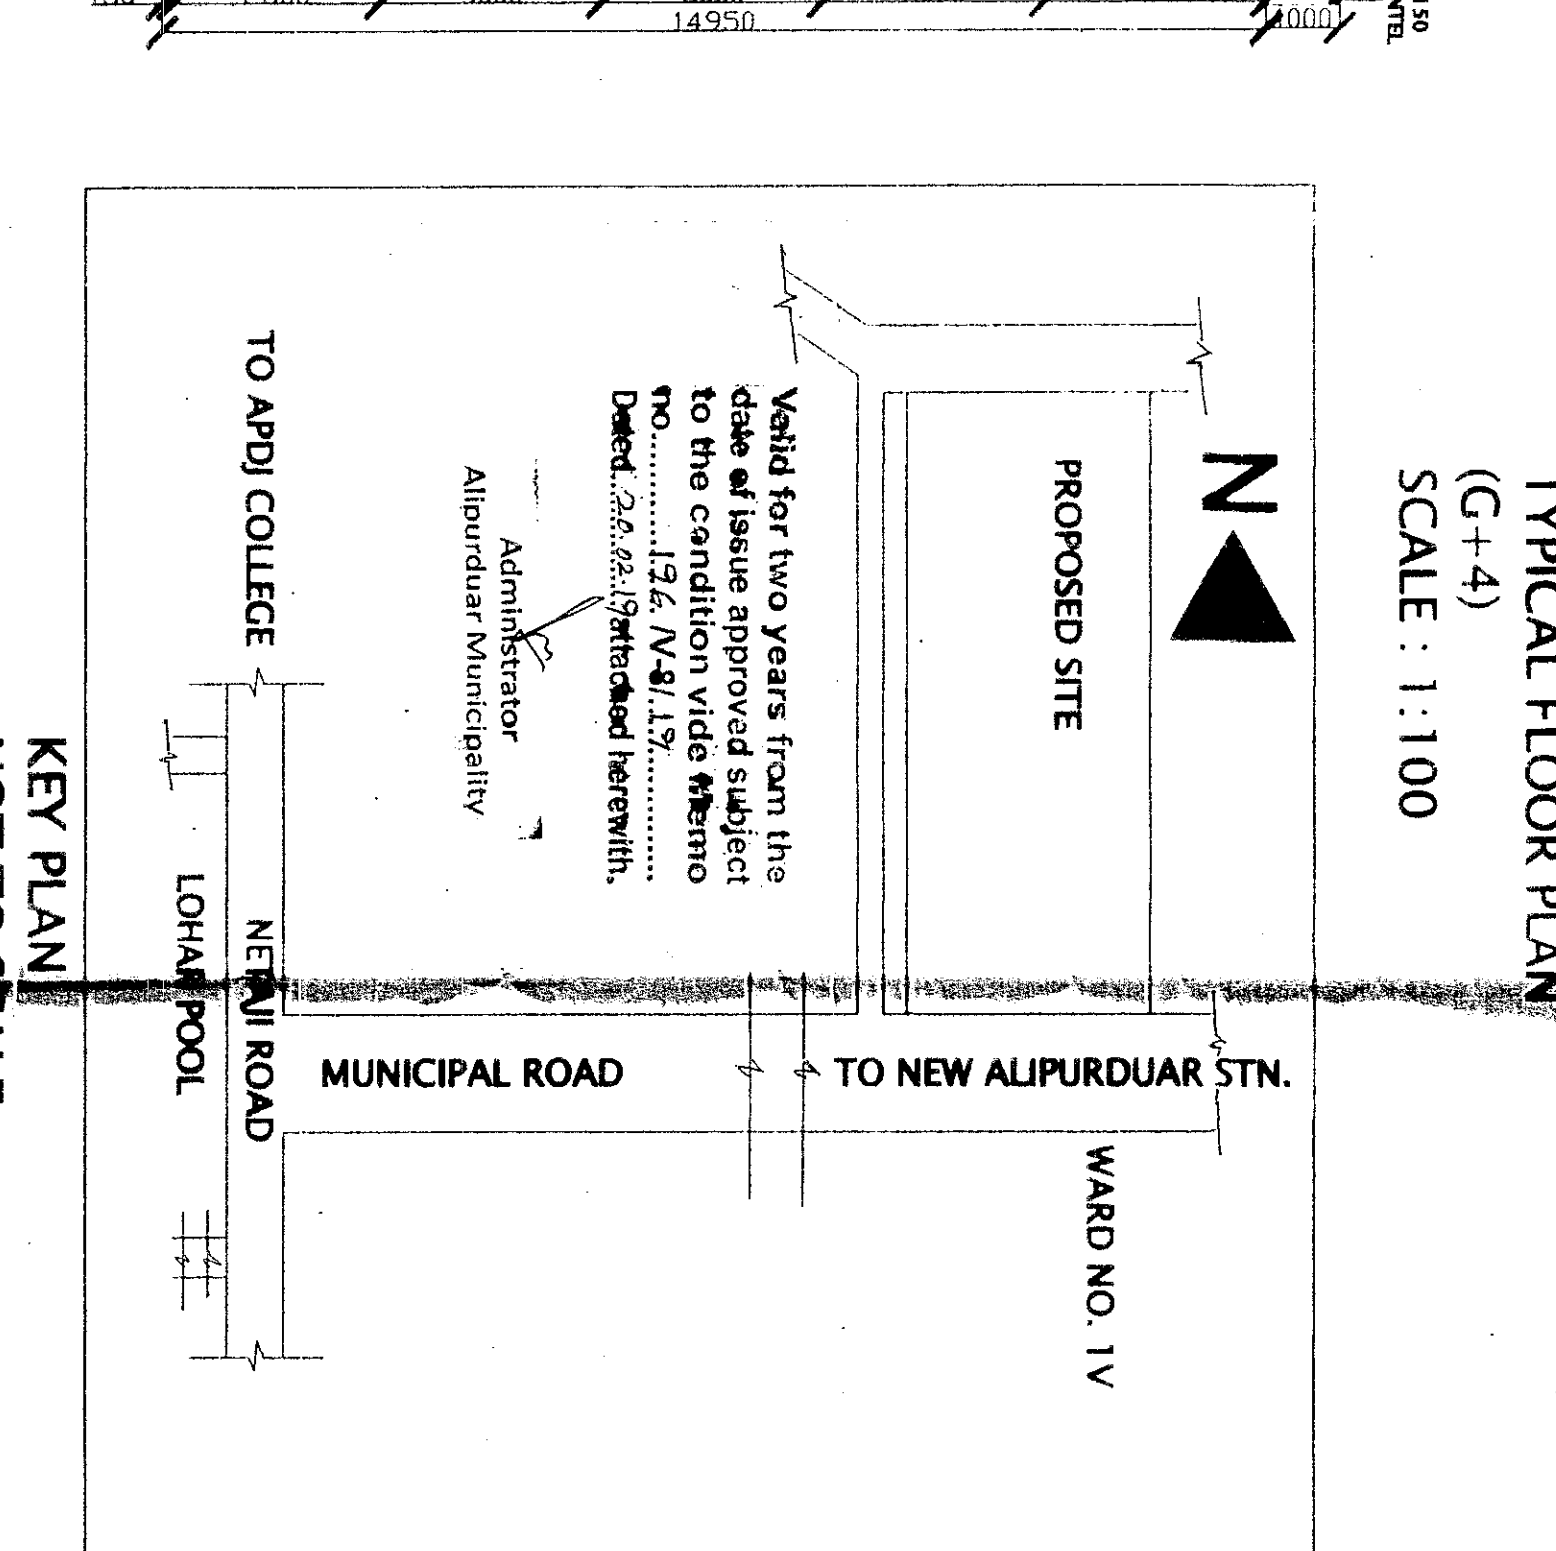 14950
1000
150
TYPICAL FLOOR PLAN
(G+4)
SCALE : 1:100
N
PROPOSED SITE
Valid for two years from the
date of issue approved subject
to the condition vide Memo
no............196.IV-81.19................
Dated..20.02.19 attached herewith.
Administrator
Alipurduar Municipality
TO APDJ COLLEGE
NETAJI ROAD
LOHAR POOL
MUNICIPAL ROAD
TO NEW ALIPURDUAR STN.
WARD NO. 1V
KEY PLAN